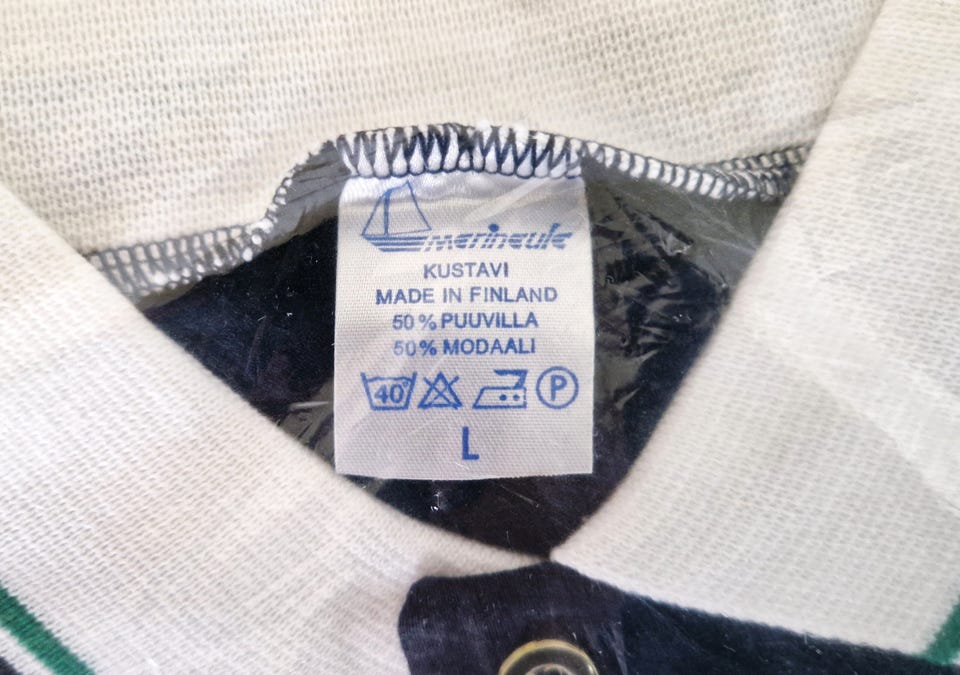 merineule
KUSTAVI
MADE IN FINLAND
50 % PUUVILLA
50 % MODAALI
40° P
L